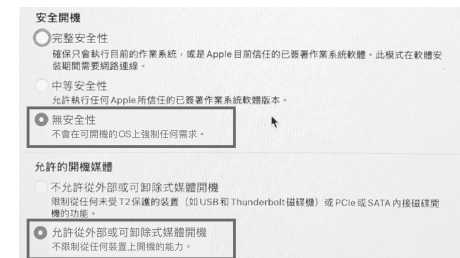 安全開機
完整安全性
確保只會執行目前的作業系統，或是 Apple 目前信任的已簽署作業系統軟體。此模式在軟體安
裝期間需要網路連線。
中等安全性
允許執行任何 Apple 所信任的已簽署作業系統軟體版本。
無安全性
不會在可開機的OS上強制任何需求。
允許的開機媒體
不允許從外部或可卸除式媒體開機
限制從任何未受 T2 保護的裝置（如 USB 和 Thunderbolt 磁碟機）或 PCIe 或 SATA 內接磁碟開
機的功能。
允許從外部或可卸除式媒體開機
不限制從任何裝置上開機的能力。